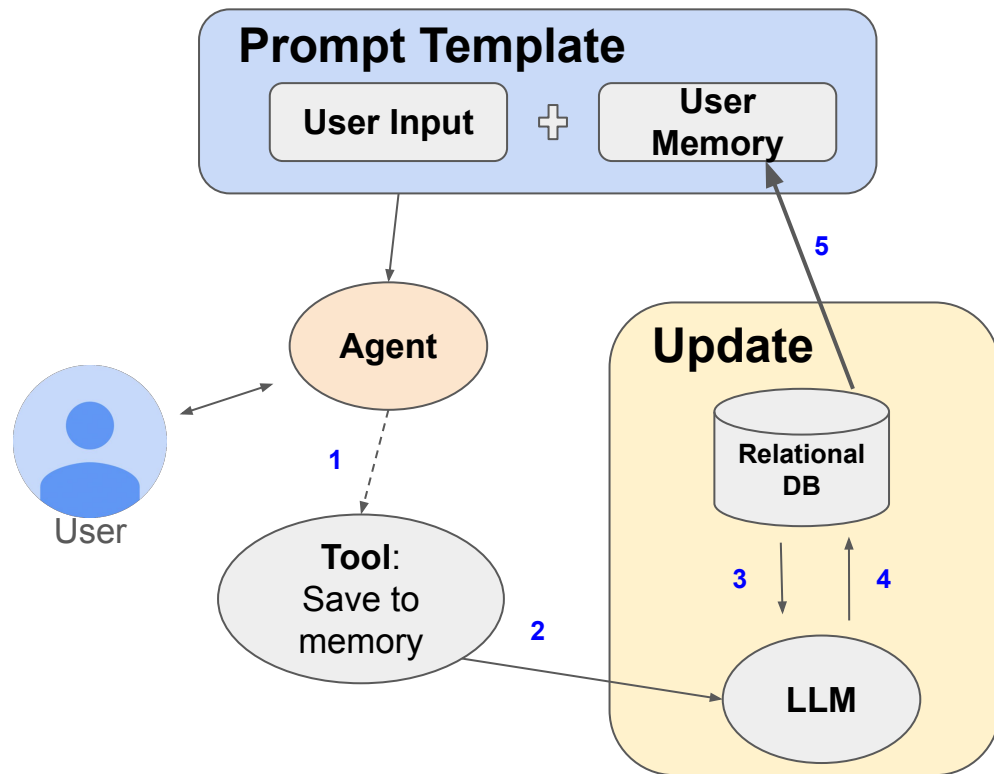 Prompt Template
User Input
User
Memory
5
Agent
Update
1
Relational
DB
User
Tool:
Save to
memory
3
4
2
LLM